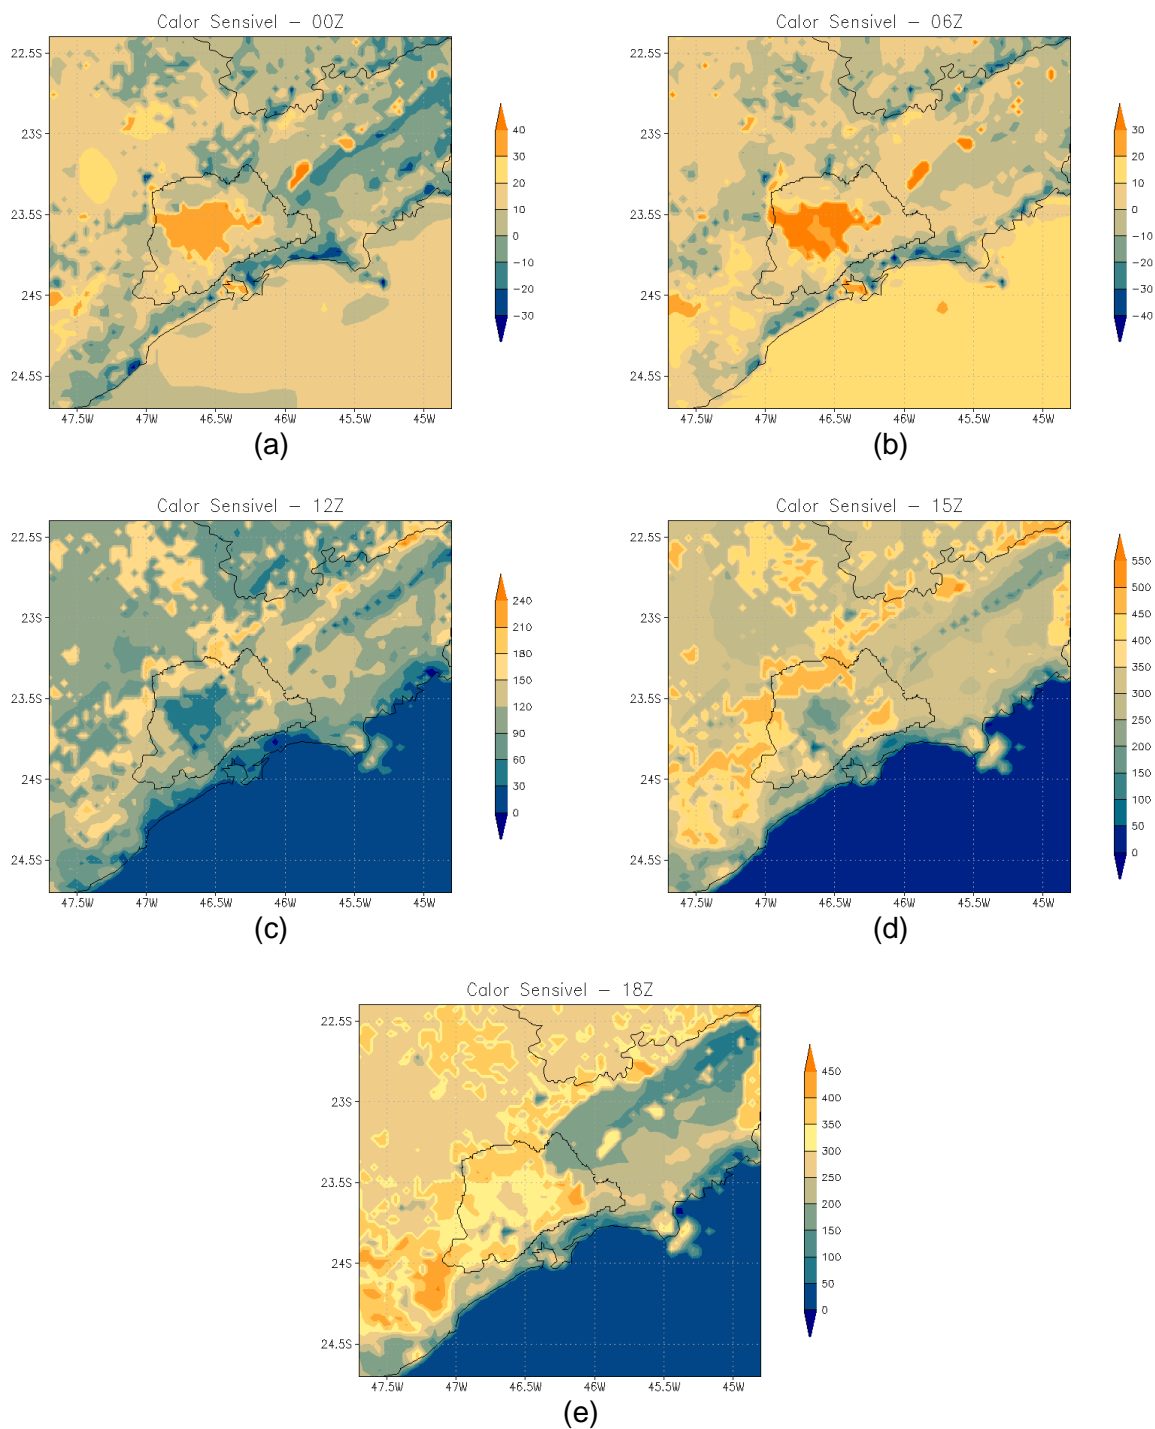 Calor Sensivel — 00Z
22.5S
23S
23.5S
24S
24.5S
47.5W 47W 46.5W 46W 45.5W 45W
40
30
20
10
0
−10
−20
−30
(a)
Calor Sensivel — 06Z
22.5S
23S
23.5S
24S
24.5S
47.5W 47W 46.5W 46W 45.5W 45W
30
20
10
0
−10
−20
−30
−40
(b)
Calor Sensivel — 12Z
22.5S
23S
23.5S
24S
24.5S
47.5W 47W 46.5W 46W 45.5W 45W
240
210
180
150
120
90
60
30
0
(c)
Calor Sensivel — 15Z
22.5S
23S
23.5S
24S
24.5S
47.5W 47W 46.5W 46W 45.5W 45W
550
500
450
400
350
300
250
200
150
100
50
0
(d)
Calor Sensivel — 18Z
22.5S
23S
23.5S
24S
24.5S
47.5W 47W 46.5W 46W 45.5W 45W
450
400
350
300
250
200
150
100
50
0
(e)